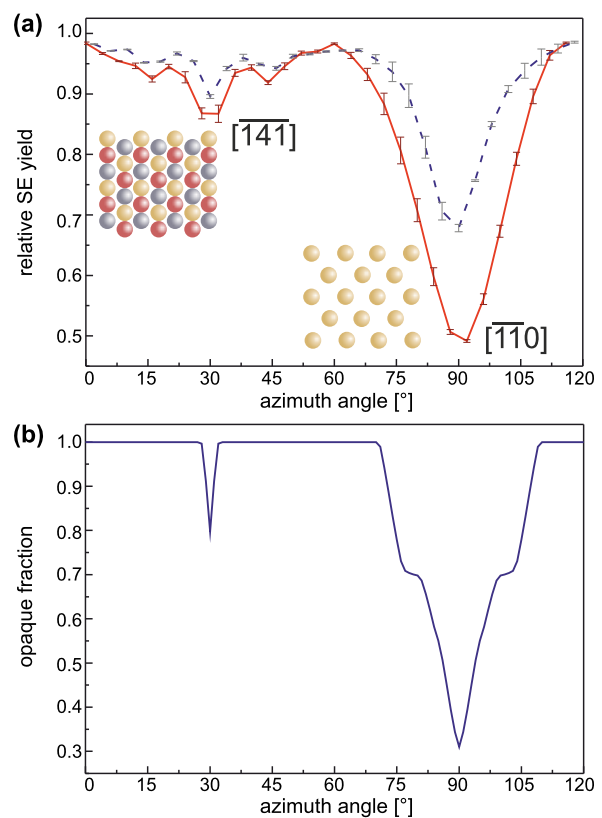 (a)
1.0
0.9
0.8
0.7
0.6
0.5
relative SE yield
[1̅4̅1̅]
[1̅1̅0]
0 15 30 45 60 75 90 105 120
azimuth angle [°]
(b)
1.0
0.9
0.8
0.7
0.6
0.5
0.4
0.3
opaque fraction
0 15 30 45 60 75 90 105 120
azimuth angle [°]